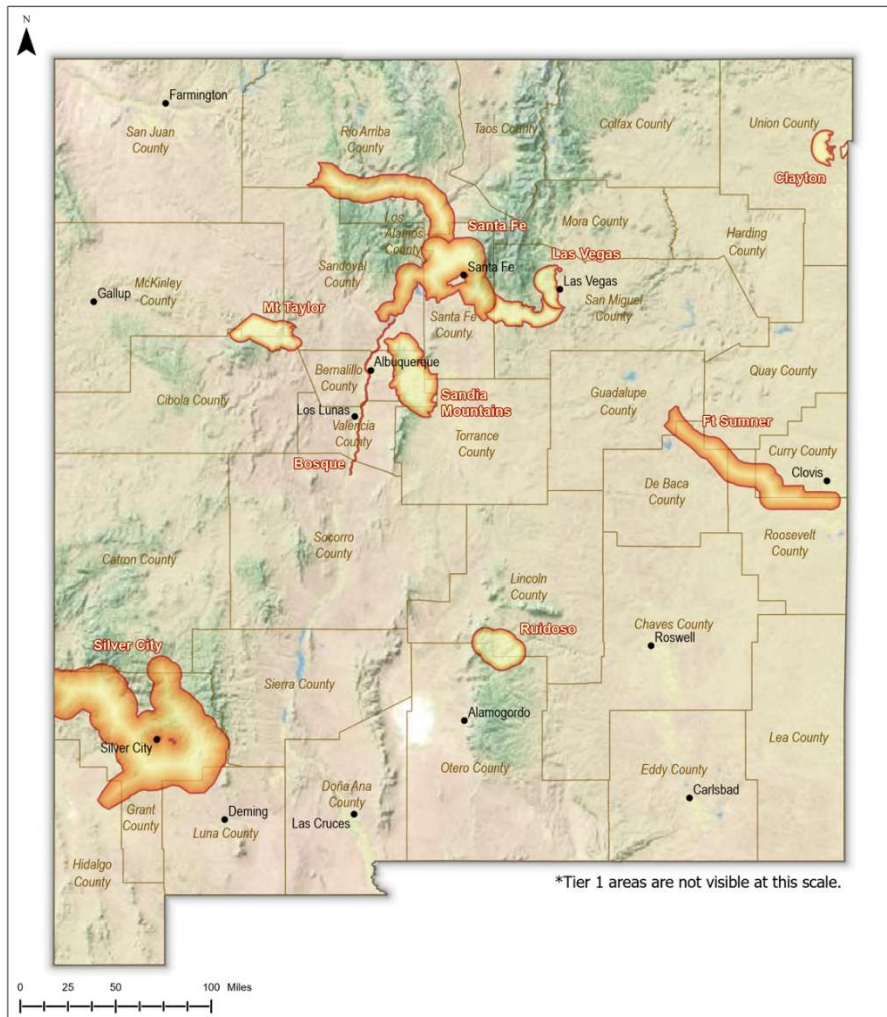 N
Farmington
San Juan
County
Rio Arriba
County
Taos County
Colfax County
Union County
Clayton
Los
Alamos
County
Santa Fe
Santa Fe
Mora County
Harding
County
Las Vegas
Las Vegas
San Miguel
County
Sandoval
County
McKinley
County
Gallup
Mt Taylor
Santa Fe
County
Albuquerque
Bernalillo
County
Sandia
Mountains
Quay County
Guadalupe
County
Cibola County
Los Lunas
Valencia
County
Torrance
County
Ft Sumner
Curry County
Clovis
Bosque
De Baca
County
Roosevelt
County
Socorro
County
Catron County
Lincoln
County
Chaves County
Roswell
Ruidoso
Silver City
Sierra County
Alamogordo
Silver City
Otero County
Lea County
Eddy County
Carlsbad
Doña Ana
County
Las Cruces
Grant
County
Deming
Luna County
Hidalgo
County
*Tier 1 areas are not visible at this scale.
0 25 50 100 Miles